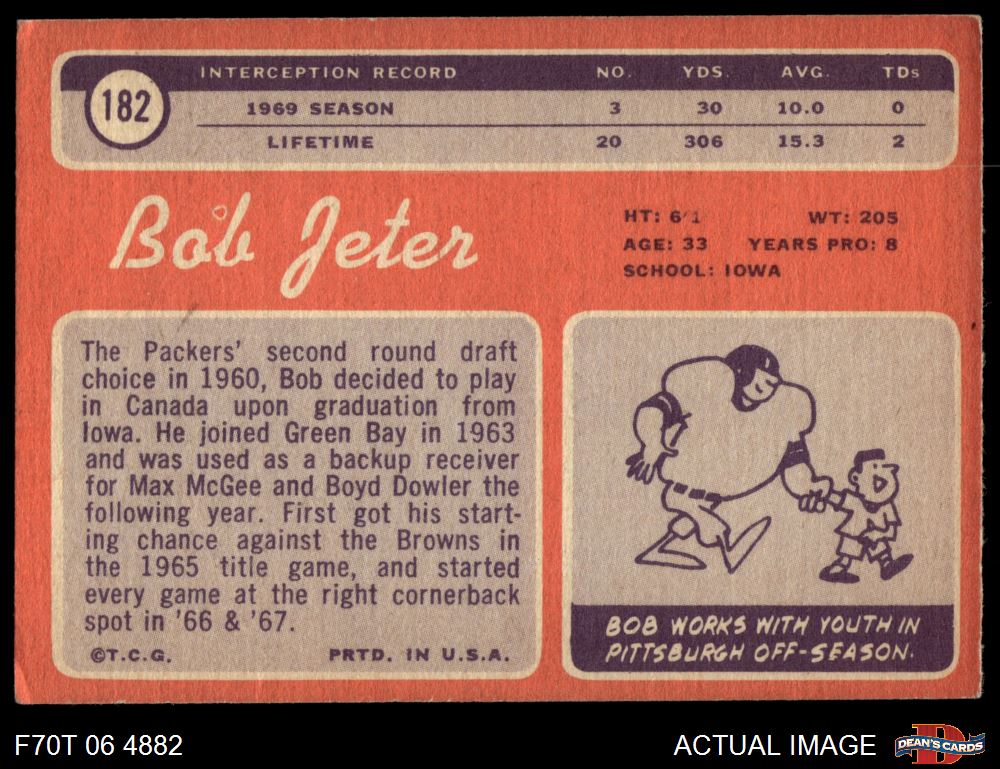 182
INTERCEPTION RECORD NO. YDS. AVG. TDs
1969 SEASON 3 30 10.0 0
LIFETIME 20 306 15.3 2
Bob Jeter
HT: 6'1 WT: 205
AGE: 33 YEARS PRO: 8
SCHOOL: IOWA
The Packers' second round draft
choice in 1960, Bob decided to play
in Canada upon graduation from
Iowa. He joined Green Bay in 1963
and was used as a backup receiver
for Max McGee and Boyd Dowler the
following year. First got his start-
ing chance against the Browns in
the 1965 title game, and started
every game at the right cornerback
spot in '66 & '67.
©T.C.G. PRTD. IN U.S.A.
BOB WORKS WITH YOUTH IN
PITTSBURGH OFF-SEASON.
F70T 06 4882
ACTUAL IMAGE
DEAN'S CARDS